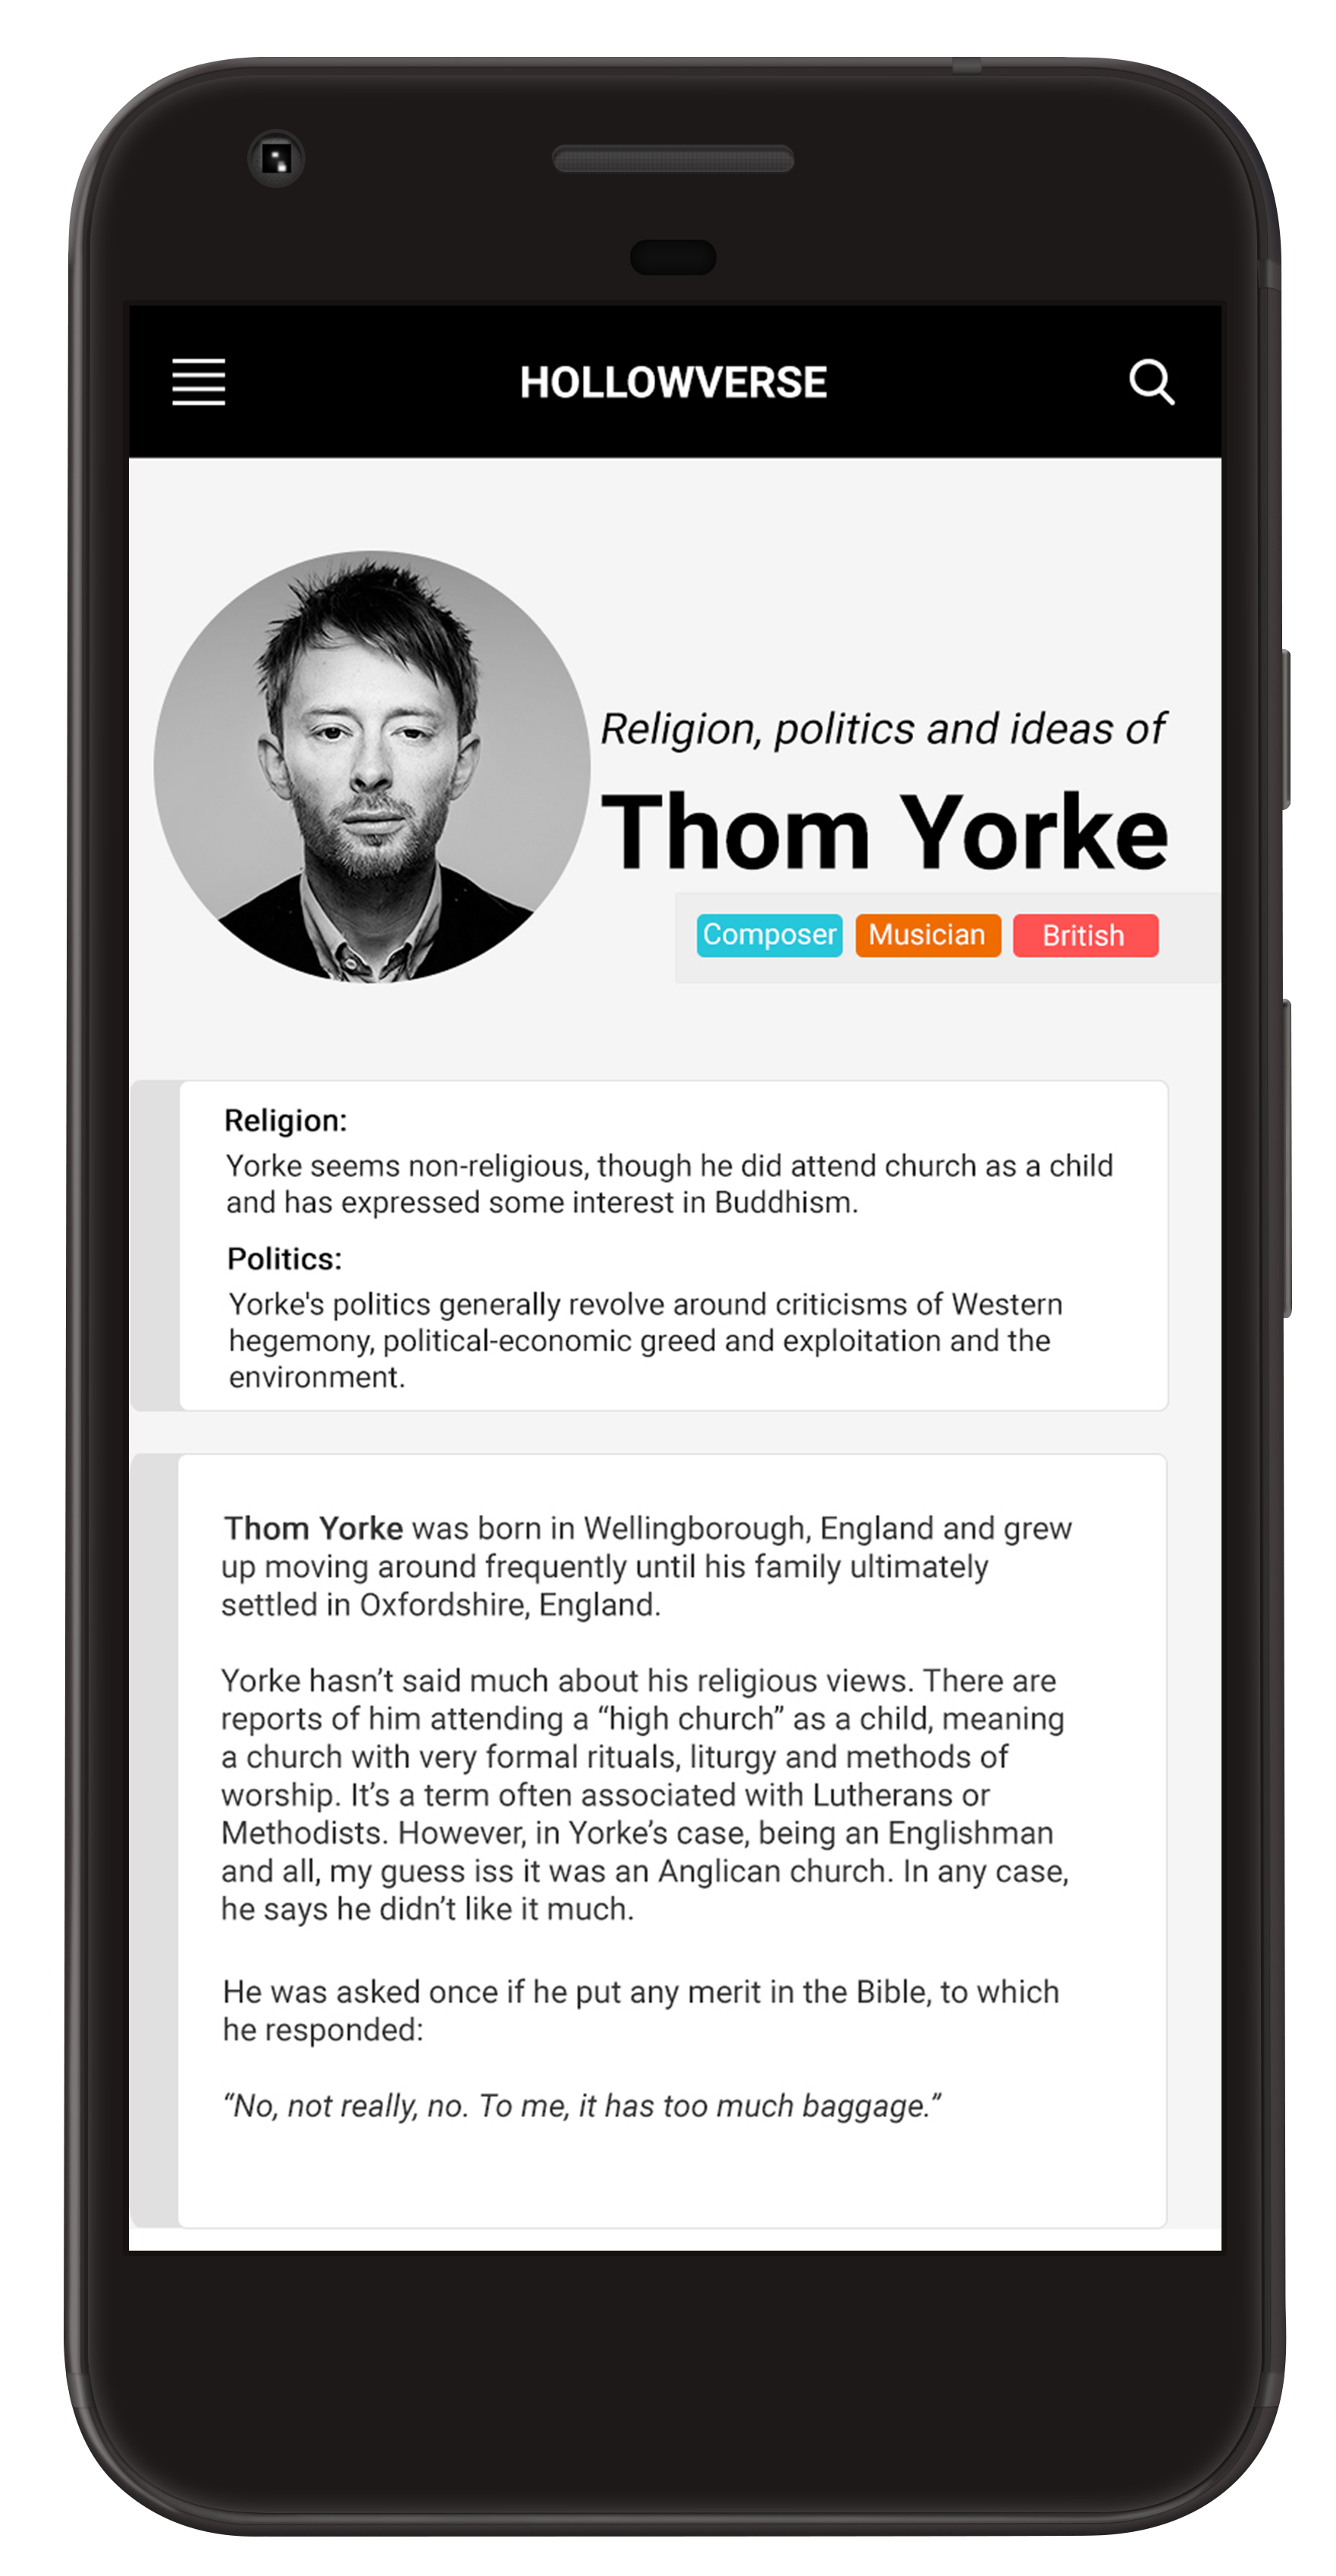 HOLLOWVERSE
Religion, politics and ideas of
Thom Yorke
Composer Musician British
Religion:
Yorke seems non-religious, though he did attend church as a child
and has expressed some interest in Buddhism.
Politics:
Yorke's politics generally revolve around criticisms of Western
hegemony, political-economic greed and exploitation and the
environment.
Thom Yorke was born in Wellingborough, England and grew
up moving around frequently until his family ultimately
settled in Oxfordshire, England.
Yorke hasn’t said much about his religious views. There are
reports of him attending a “high church” as a child, meaning
a church with very formal rituals, liturgy and methods of
worship. It’s a term often associated with Lutherans or
Methodists. However, in Yorke’s case, being an Englishman
and all, my guess iss it was an Anglican church. In any case,
he says he didn’t like it much.
He was asked once if he put any merit in the Bible, to which
he responded:
“No, not really, no. To me, it has too much baggage.”